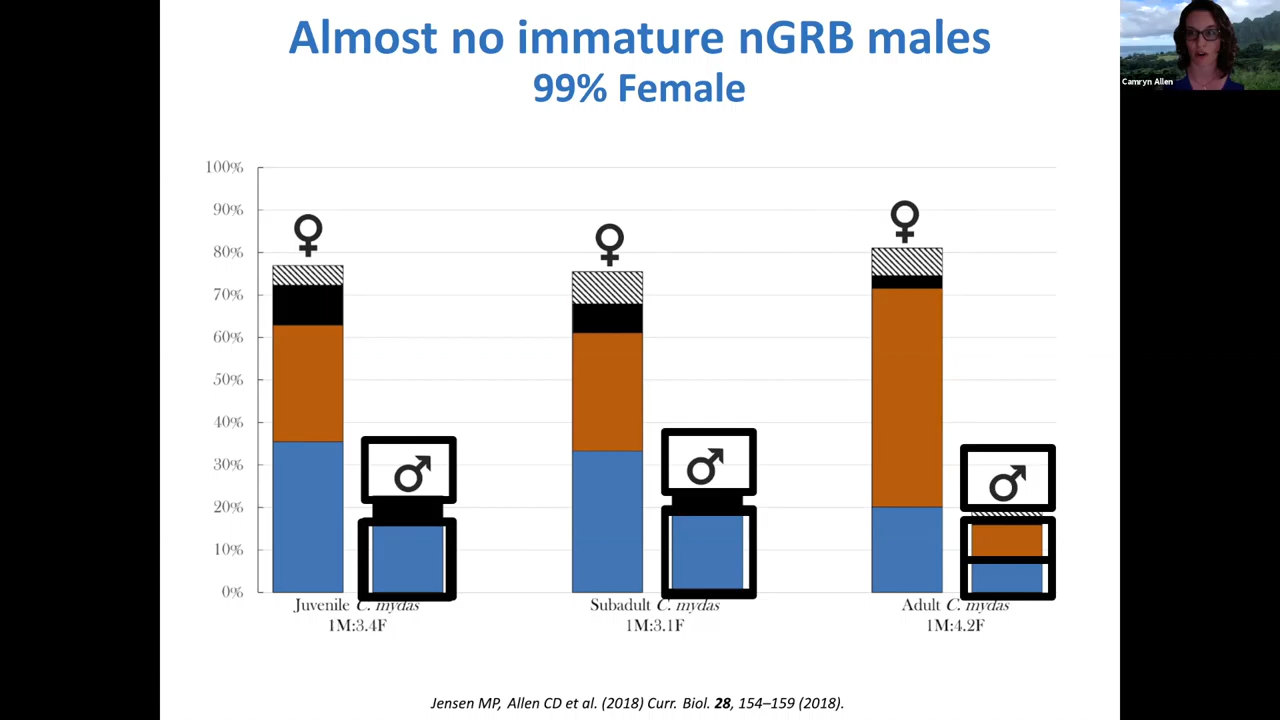 Almost no immature nGRB males
99% Female
Camryn Allen
100%
90%
80%
70%
60%
50%
40%
30%
20%
10%
0%
♀
♂
♀
♂
♀
♂
Juvenile C. mydas
1M:3.4F
Subadult C. mydas
1M:3.1F
Adult C. mydas
1M:4.2F
Jensen MP, Allen CD et al. (2018) Curr. Biol. 28, 154–159 (2018).